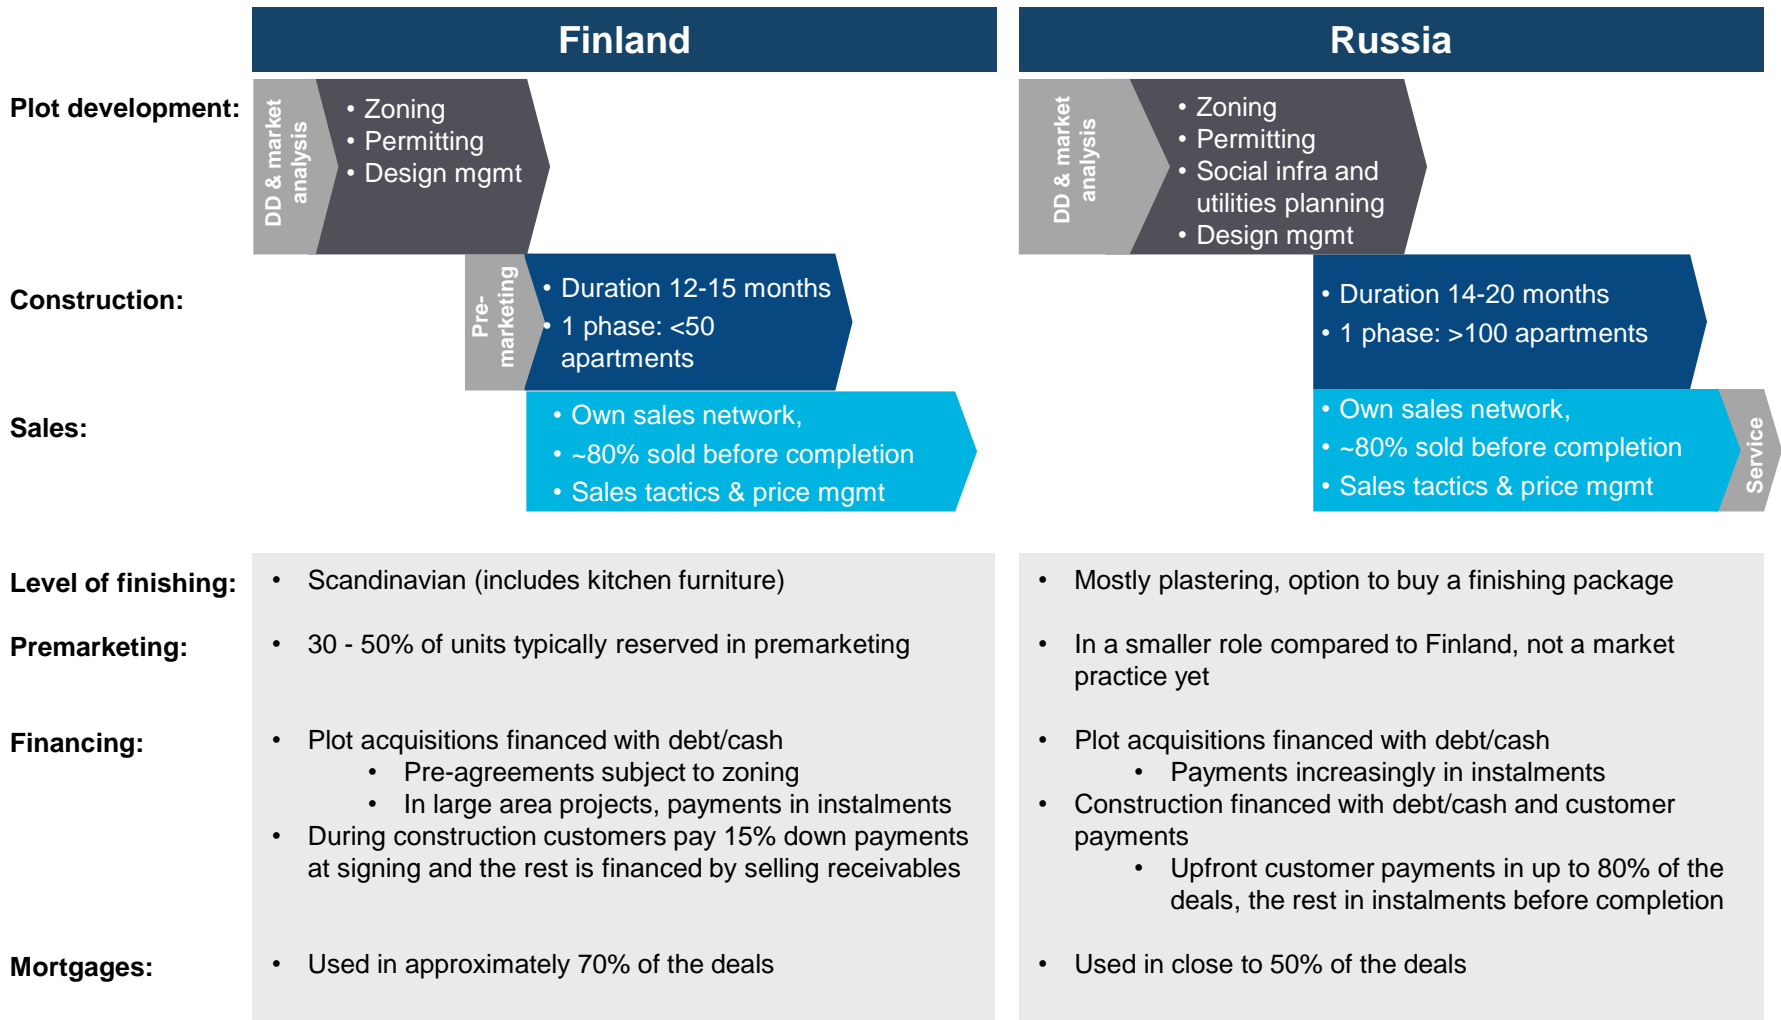 Finland
Russia
Plot development:
DD & market
analysis
• Zoning
• Permitting
• Design mgmt
DD & market
analysis
• Zoning
• Permitting
• Social infra and
utilities planning
• Design mgmt
Construction:
Pre-
marketing
• Duration 12-15 months
• 1 phase: <50
apartments
• Duration 14-20 months
• 1 phase: >100 apartments
Sales:
• Own sales network,
• ~80% sold before completion
• Sales tactics & price mgmt
• Own sales network,
• ~80% sold before completion
• Sales tactics & price mgmt
Service
Level of finishing:
• Scandinavian (includes kitchen furniture)
• Mostly plastering, option to buy a finishing package
Premarketing:
• 30 - 50% of units typically reserved in premarketing
• In a smaller role compared to Finland, not a market
practice yet
Financing:
• Plot acquisitions financed with debt/cash
• Pre-agreements subject to zoning
• In large area projects, payments in instalments
• During construction customers pay 15% down payments
at signing and the rest is financed by selling receivables
• Plot acquisitions financed with debt/cash
• Payments increasingly in instalments
• Construction financed with debt/cash and customer
payments
• Upfront customer payments in up to 80% of the
deals, the rest in instalments before completion
Mortgages:
• Used in approximately 70% of the deals
• Used in close to 50% of the deals